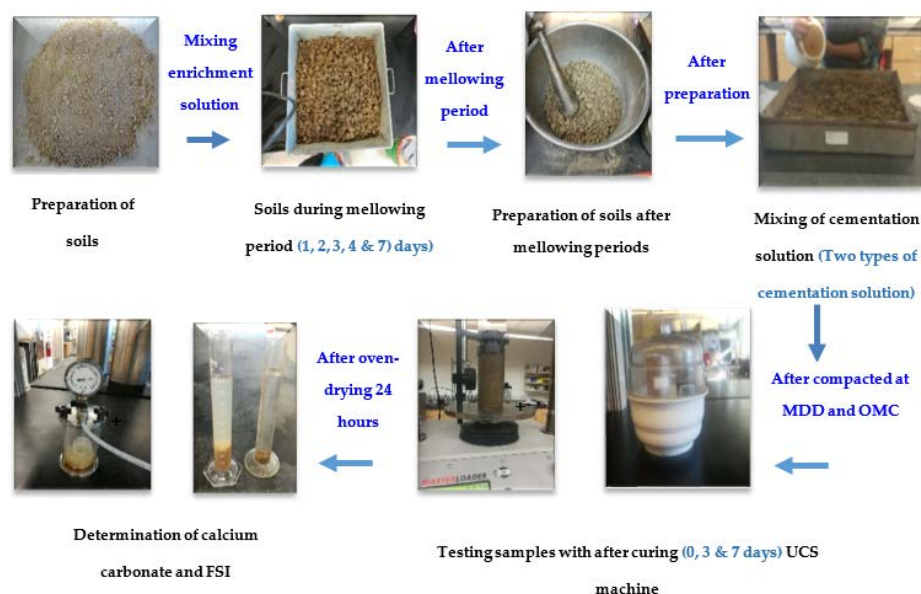 Mixing
enrichment
solution
After
mellowing
period
After
preparation
Preparation of
soils
Soils during mellowing
period (1, 2, 3, 4 & 7) days)
Preparation of soils after
mellowing periods
Mixing of cementation
solution (Two types of
cementation solution)
After oven-
drying 24
hours
After compacted at
MDD and OMC
MASTERLOADER
Determination of calcium
carbonate and FSI
Testing samples with after curing (0, 3 & 7 days) UCS
machine